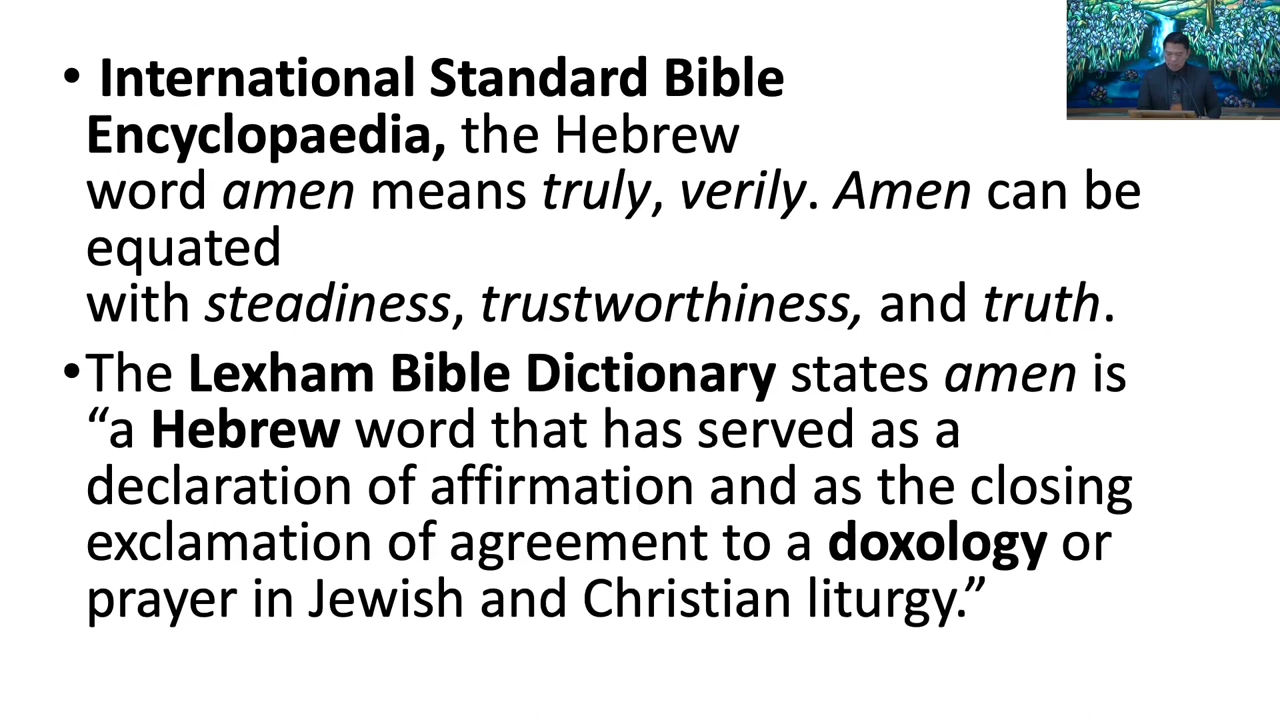 • International Standard Bible
Encyclopaedia, the Hebrew
word amen means truly, verily. Amen can be
equated
with steadiness, trustworthiness, and truth.
•The Lexham Bible Dictionary states amen is
“a Hebrew word that has served as a
declaration of affirmation and as the closing
exclamation of agreement to a doxology or
prayer in Jewish and Christian liturgy.”